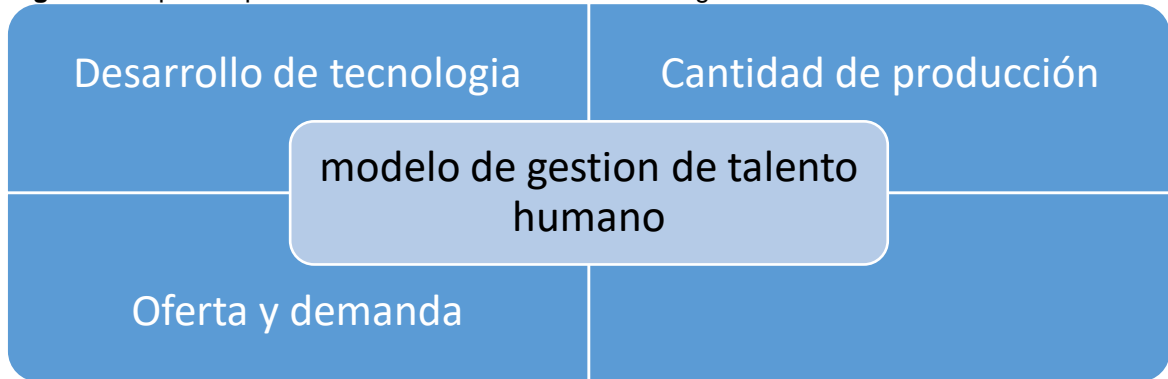 Desarrollo de tecnologia
Cantidad de producción
modelo de gestion de talento
humano
Oferta y demanda